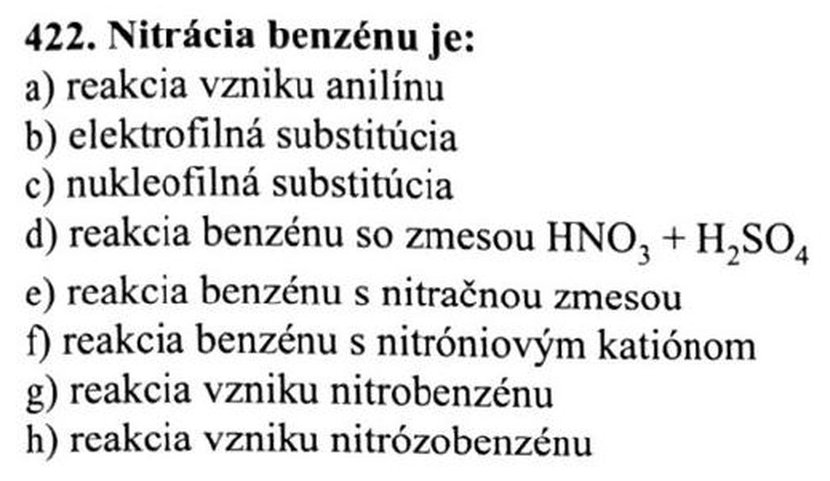 422. Nitrácia benzénu je:
a) reakcia vzniku anilínu
b) elektrofilná substitúcia
c) nukleofilná substitúcia
d) reakcia benzénu so zmesou HNO₃ + H₂SO₄
e) reakcia benzénu s nitračnou zmesou
f) reakcia benzénu s nitróniovým katiónom
g) reakcia vzniku nitrobenzénu
h) reakcia vzniku nitrózobenzénu